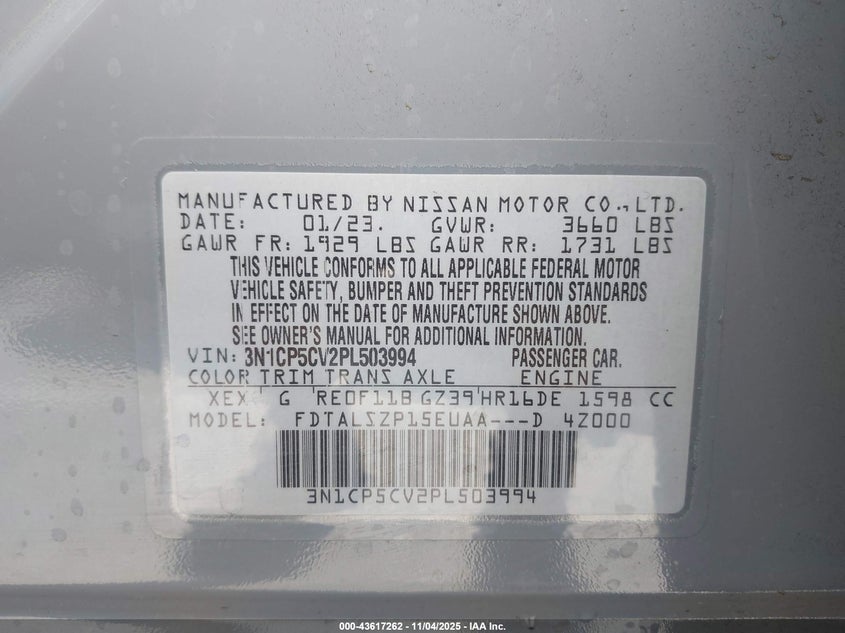 MANUFACTURED BY NISSAN MOTOR CO., LTD.
DATE: 01/23. GVWR: 3660 LBS
GAWR FR: 1929 LBS GAWR RR: 1731 LBS
THIS VEHICLE CONFORMS TO ALL APPLICABLE FEDERAL MOTOR
VEHICLE SAFETY, BUMPER AND THEFT PREVENTION STANDARDS
IN EFFECT ON THE DATE OF MANUFACTURE SHOWN ABOVE.
SEE OWNER'S MANUAL FOR ADDITIONAL INFORMATION.
VIN: 3N1CP5CV2PL503994 PASSENGER CAR.
COLOR TRIM TRANS AXLE ENGINE
XEX G RE0F11B GZ39 HR16DE 1598 CC
MODEL: FDTALSZP15EUAA---D 4Z000
3N1CP5CV2PL503994
000-43617262 - 11/04/2025 - IAA Inc.